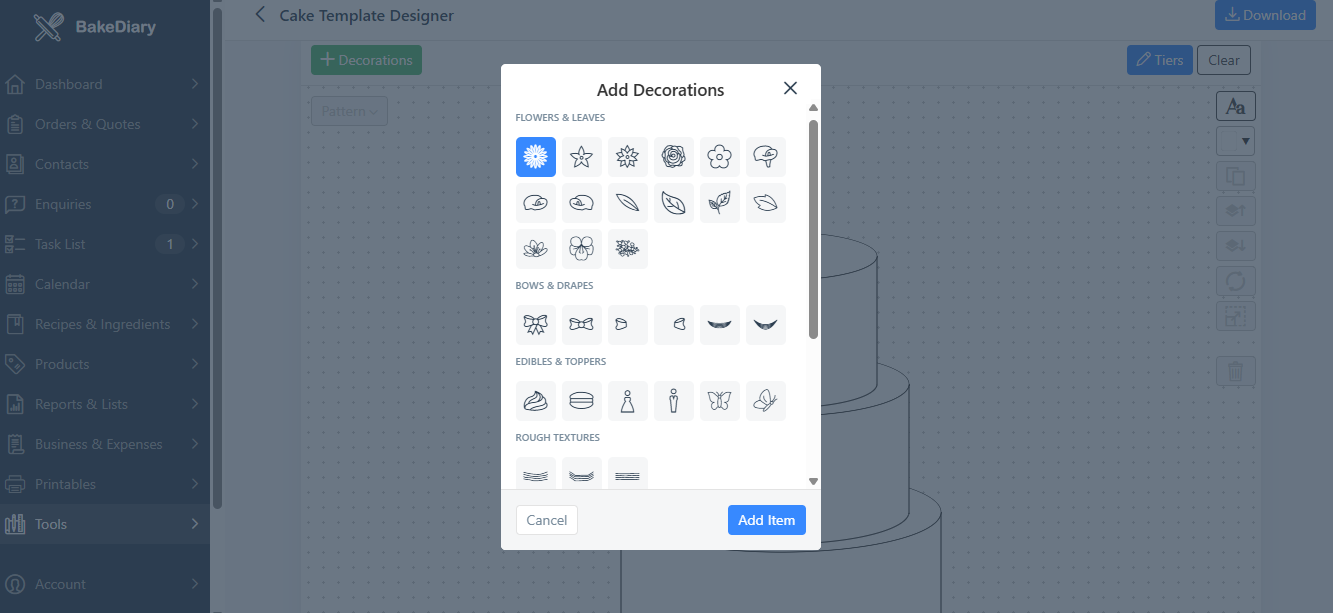 BakeDiary
Cake Template Designer
Download
Dashboard
Orders & Quotes
Contacts
Enquiries 0
Task List 1
Calendar
Recipes & Ingredients
Products
Reports & Lists
Business & Expenses
Printables
Tools
Account
Decorations
Tiers
Clear
Pattern
Aa
Add Decorations
FLOWERS & LEAVES
BOWS & DRAPES
EDIBLES & TOPPERS
ROUGH TEXTURES
Cancel
Add Item